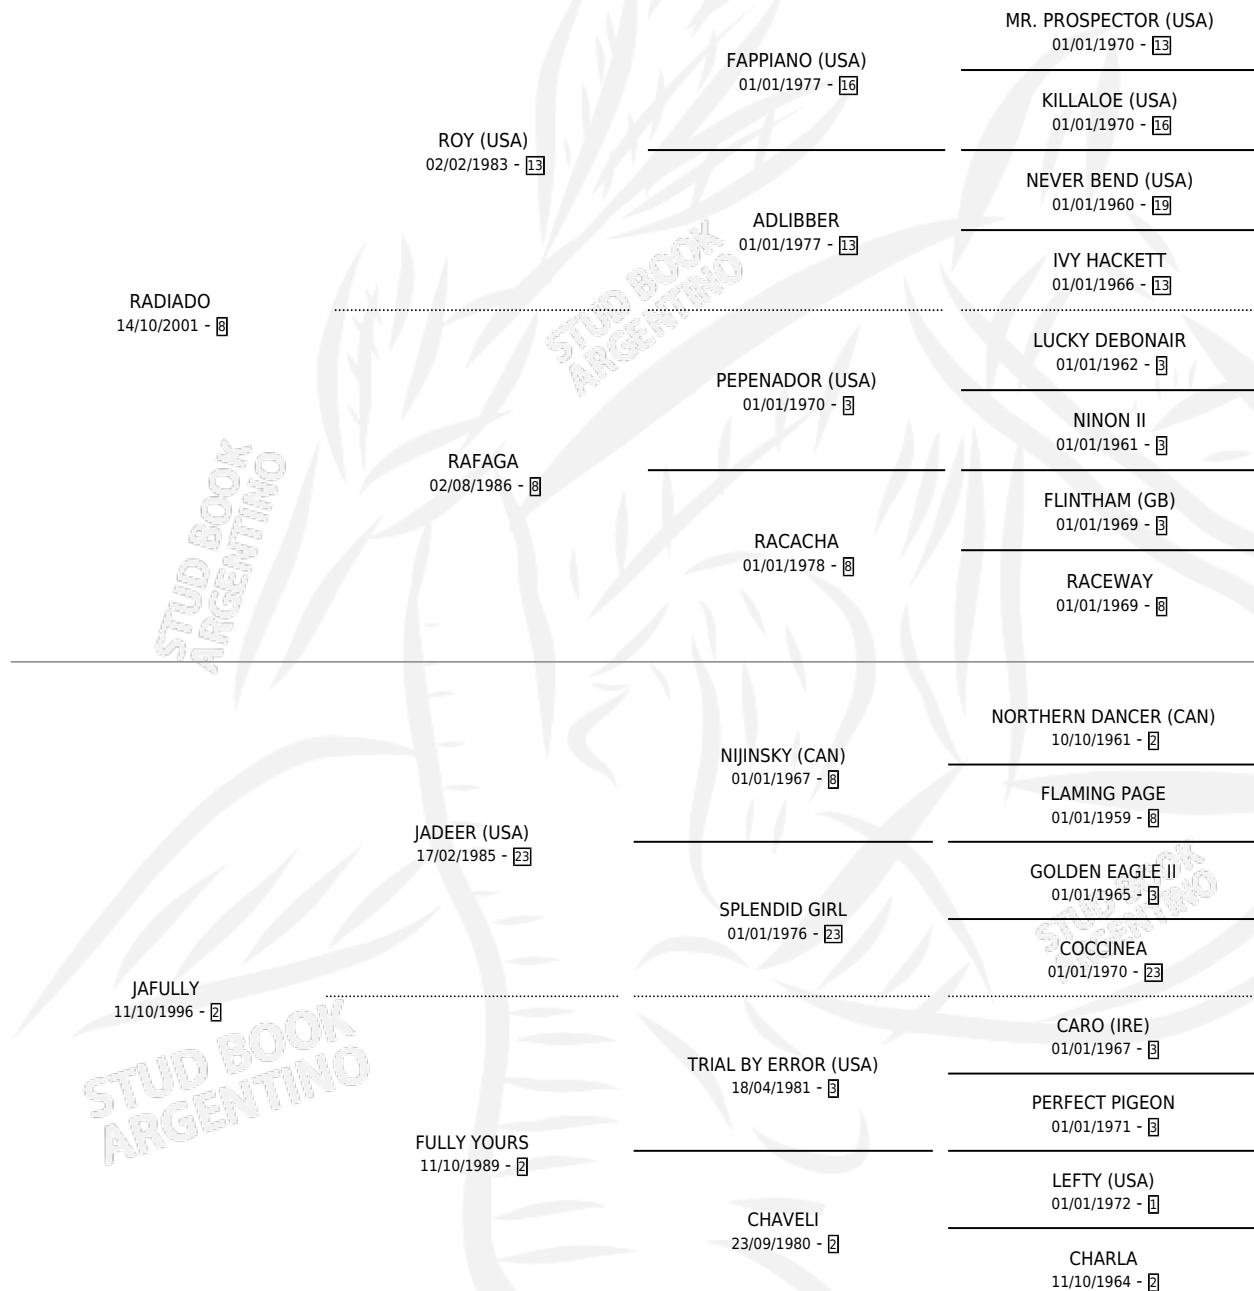 MR. PROSPECTOR (USA)
01/01/1970 - 13
FAPPIANO (USA)
01/01/1977 - 16
KILLALOE (USA)
01/01/1970 - 16
ROY (USA)
02/02/1983 - 13
NEVER BEND (USA)
01/01/1960 - 19
ADLIBBER
01/01/1977 - 13
IVY HACKETT
01/01/1966 - 13
RADIADO
14/10/2001 - 8
LUCKY DEBONAIR
01/01/1962 - 3
PEPENADOR (USA)
01/01/1970 - 3
NINON II
01/01/1961 - 3
RAFAGA
02/08/1986 - 8
FLINTHAM (GB)
01/01/1969 - 3
RACACHA
01/01/1978 - 8
RACEWAY
01/01/1969 - 8
NORTHERN DANCER (CAN)
10/10/1961 - 2
NIJINSKY (CAN)
01/01/1967 - 8
FLAMING PAGE
01/01/1959 - 8
JADEER (USA)
17/02/1985 - 23
GOLDEN EAGLE II
01/01/1965 - 3
SPLENDID GIRL
01/01/1976 - 23
COCCINEA
01/01/1970 - 23
JAFULLY
11/10/1996 - 2
CARO (IRE)
01/01/1967 - 3
TRIAL BY ERROR (USA)
18/04/1981 - 3
PERFECT PIGEON
01/01/1971 - 3
FULLY YOURS
11/10/1989 - 2
LEFTY (USA)
01/01/1972 - 1
CHAVELI
23/09/1980 - 2
CHARLA
11/10/1964 - 2
STUD BOOK
ARGENTINO
STUD BOOK
ARGENTINO
STUD BOOK
ARGENTINO
STUD BOOK
ARGENTINO